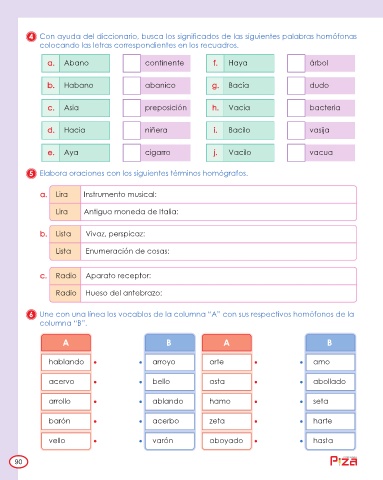 4 Con ayuda del diccionario, busca los significados de las siguientes palabras homófonas
colocando las letras correspondientes en los recuadros.
a. Abano continente f. Haya árbol
b. Habano abanico g. Bacía dudo
c. Asia preposición h. Vacía bacteria
d. Hacia niñera i. Bacilo vasija
e. Aya cigarro j. Vacilo vacua
5 Elabora oraciones con los siguientes términos homógrafos.
a. Lira Instrumento musical:
Lira Antigua moneda de Italia:
b. Lista Vivaz, perspicaz:
Lista Enumeración de cosas:
c. Radio Aparato receptor:
Radio Hueso del antebrazo:
6 Une con una línea los vocablos de la columna “A” con sus respectivos homófonos de la
columna “B”.
A B A B
hablando • • arroyo arte • • amo
acervo • • bello asta • • abollado
arrollo • • ablando hamo • • seta
barón • • acerbo zeta • • harte
vello • • varón aboyado • • hasta
90